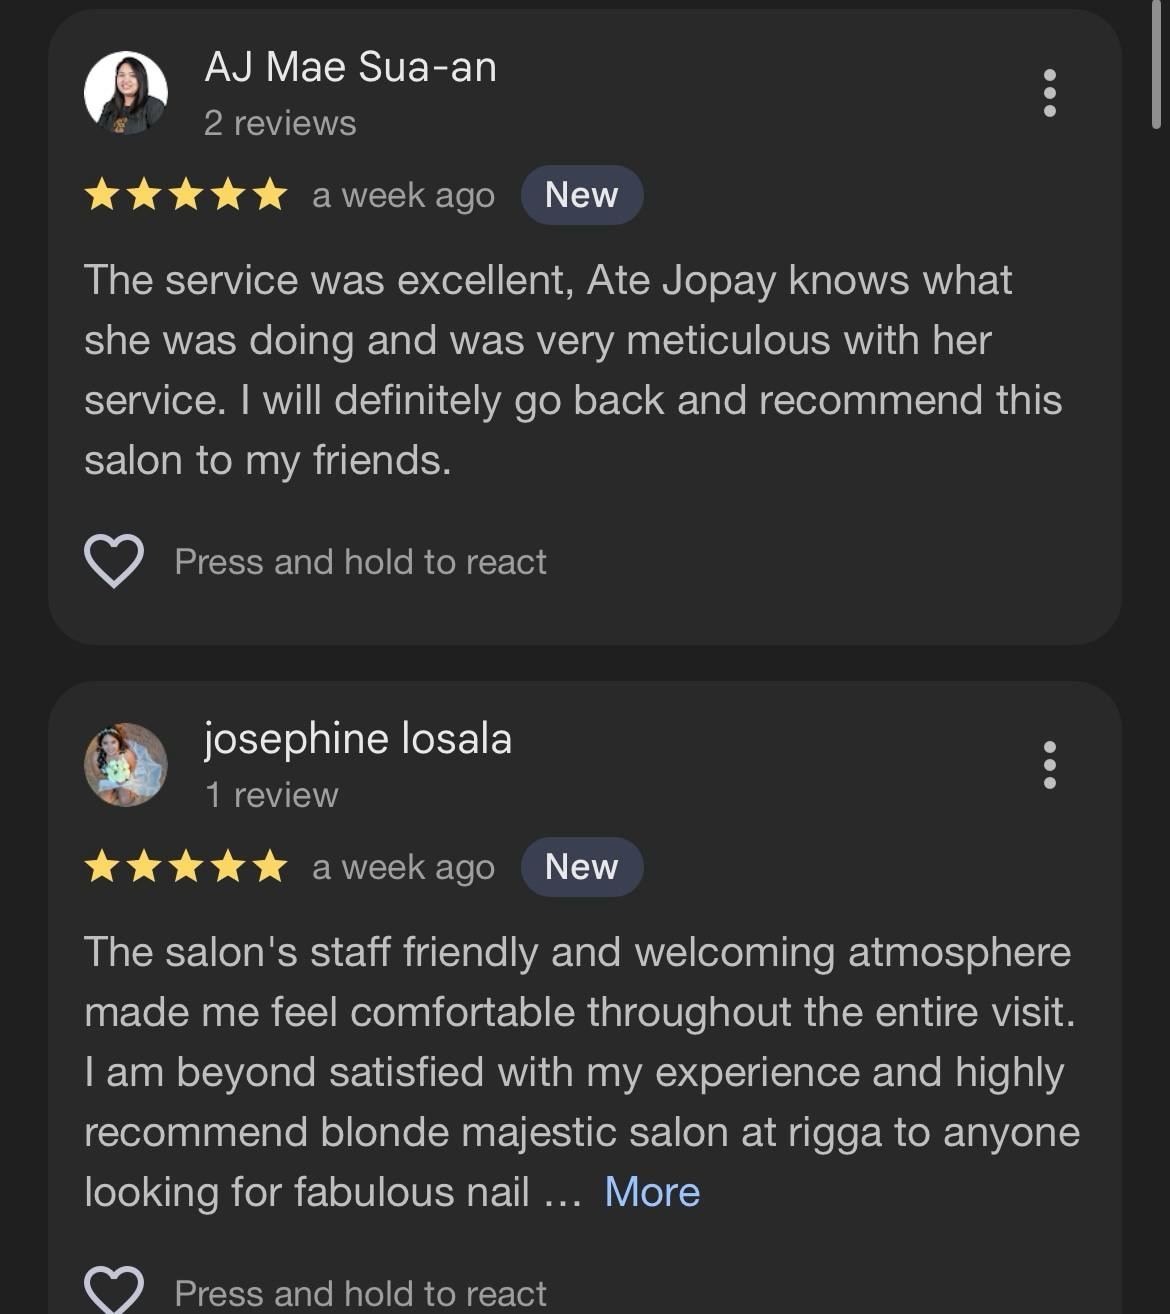 AJ Mae Sua-an
2 reviews
a week ago New
The service was excellent, Ate Jopay knows what
she was doing and was very meticulous with her
service. I will definitely go back and recommend this
salon to my friends.
Press and hold to react
josephine losala
1 review
a week ago New
The salon's staff friendly and welcoming atmosphere
made me feel comfortable throughout the entire visit.
I am beyond satisfied with my experience and highly
recommend blonde majestic salon at rigga to anyone
looking for fabulous nail ... More
Press and hold to react